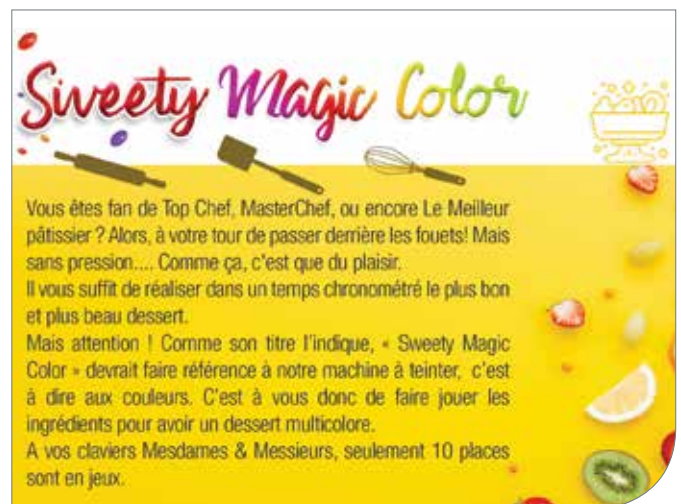 Sweety Magic Color
Vous êtes fan de Top Chef, MasterChef, ou encore Le Meilleur
pâtissier ? Alors, à votre tour de passer derrière les fouets! Mais
sans pression.... Comme ça, c'est que du plaisir.
Il vous suffit de réaliser dans un temps chronométré le plus bon
et plus beau dessert.
Mais attention ! Comme son titre l'indique, « Sweety Magic
Color » devrait faire référence à notre machine à teinter, c'est
à dire aux couleurs. C'est à vous donc de faire jouer les
ingrédients pour avoir un dessert multicolore.
A vos claviers Mesdames & Messieurs, seulement 10 places
sont en jeux.